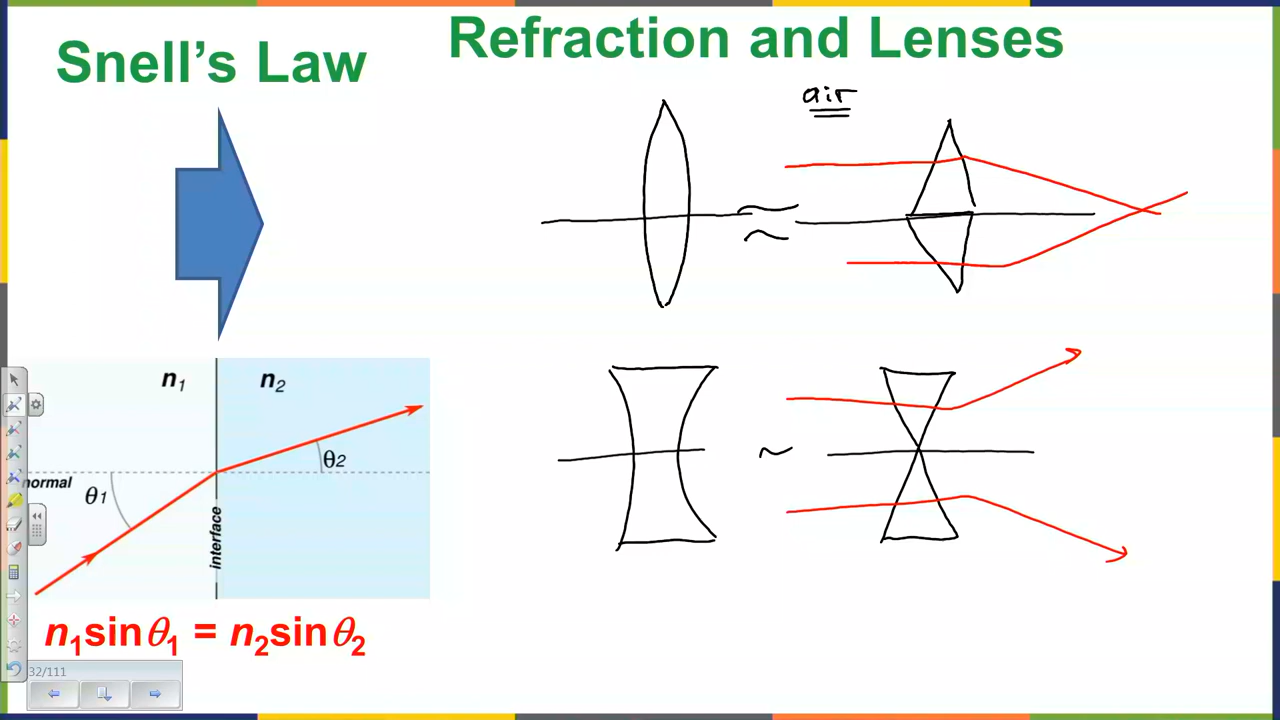 Snell's Law
Refraction and Lenses
air
n₁
n₂
θ₂
normal
θ₁
interface
n₁sinθ₁ = n₂sinθ₂
32/111